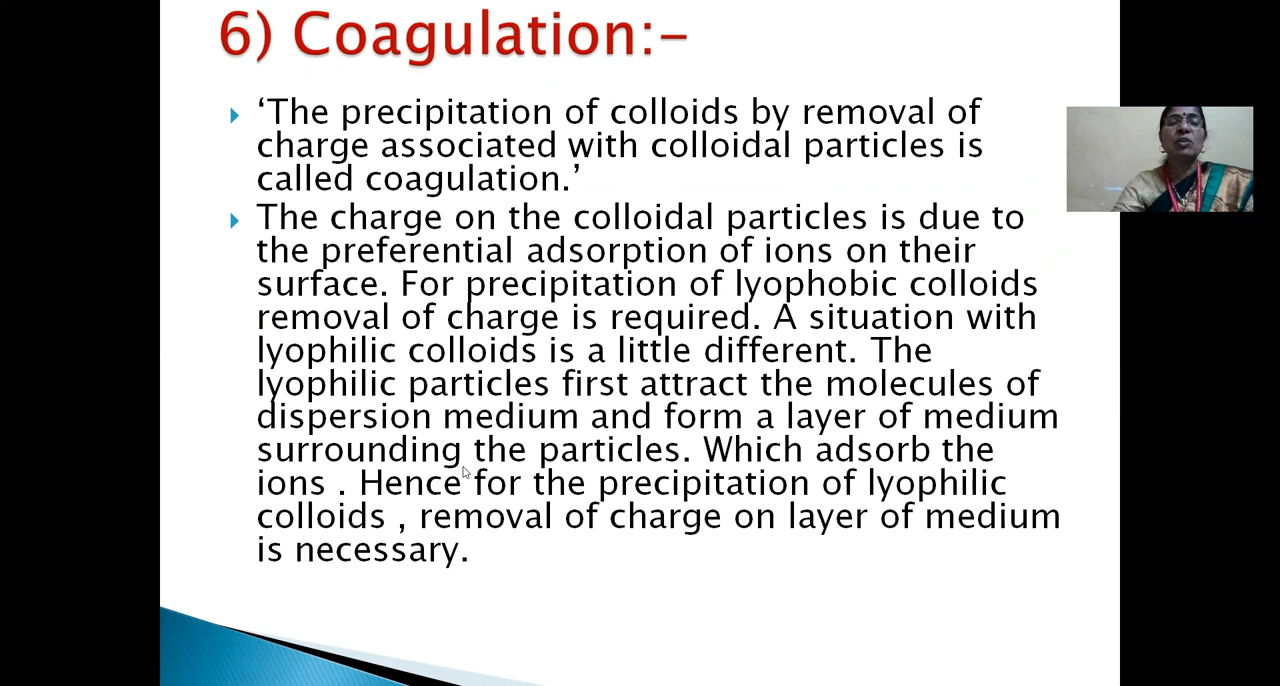 6) Coagulation:-
‘The precipitation of colloids by removal of
charge associated with colloidal particles is
called coagulation.’
The charge on the colloidal particles is due to
the preferential adsorption of ions on their
surface. For precipitation of lyophobic colloids
removal of charge is required. A situation with
lyophilic colloids is a little different. The
lyophilic particles first attract the molecules of
dispersion medium and form a layer of medium
surrounding the particles. Which adsorb the
ions . Hence for the precipitation of lyophilic
colloids , removal of charge on layer of medium
is necessary.